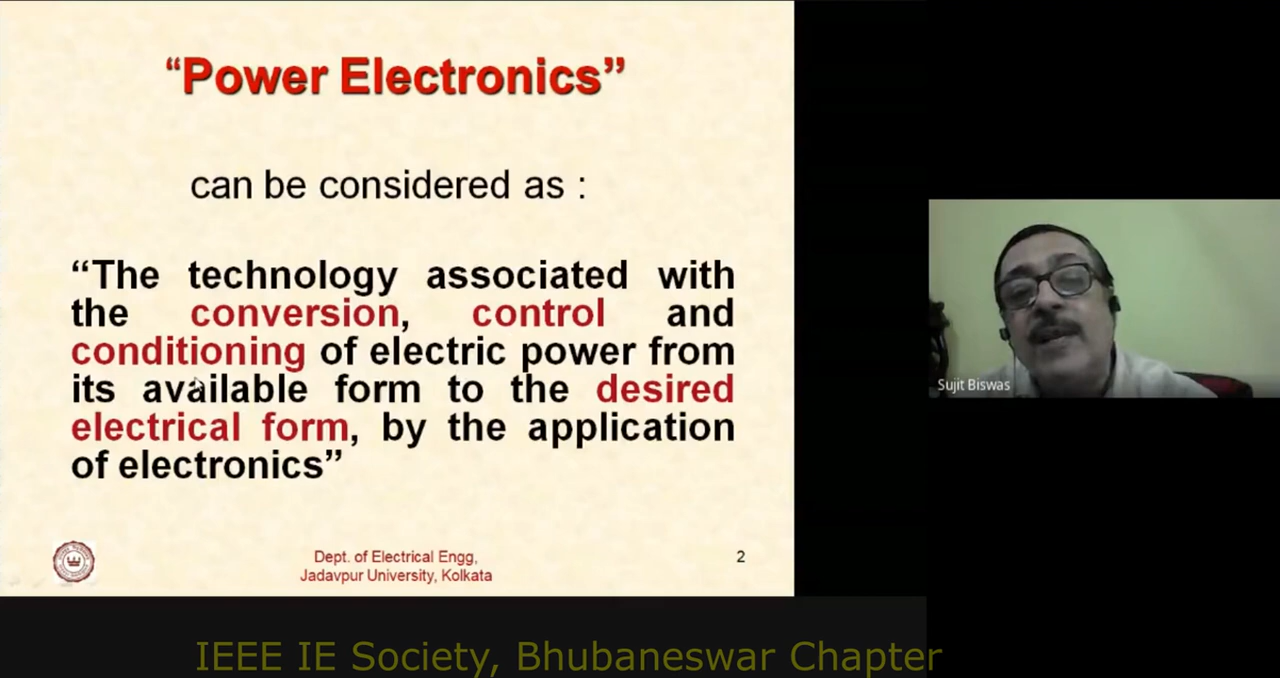 “Power Electronics”
can be considered as :
“The technology associated with
the conversion, control and
conditioning of electric power from
its available form to the desired
electrical form, by the application
of electronics”
Dept. of Electrical Engg,
Jadavpur University, Kolkata
2
Sujit Biswas
IEEE IE Society, Bhubaneswar Chapter